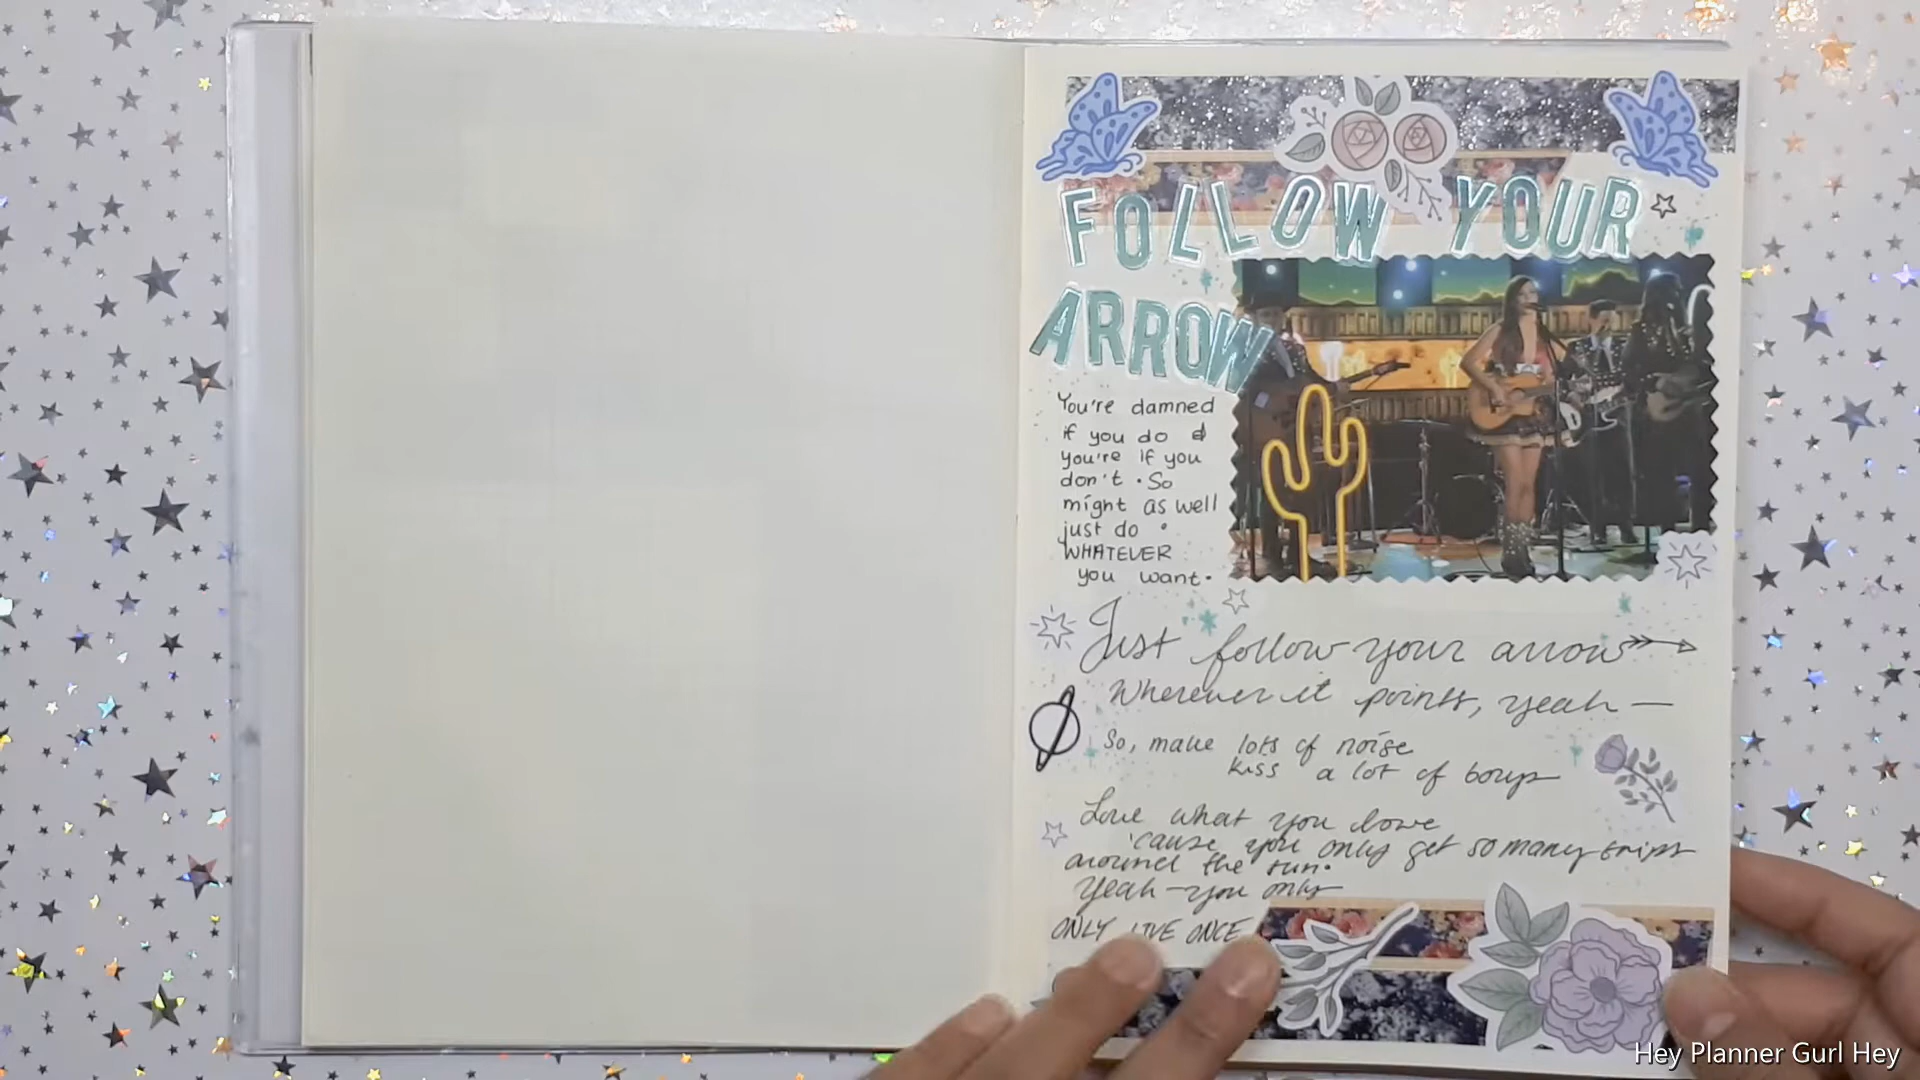 FOLLOW YOUR
ARROW
You're damned
if you do &
you're if you
don't . So
might as well
just do
WHATEVER
you want.
Just follow your arrow
Wherever it points, yeah —
So, make lots of noise
kiss a lot of boys
Love what you love
'cause you only get so many trips
around the sun.
Yeah - you only
ONLY LIVE ONCE
Hey Planner Gurl Hey